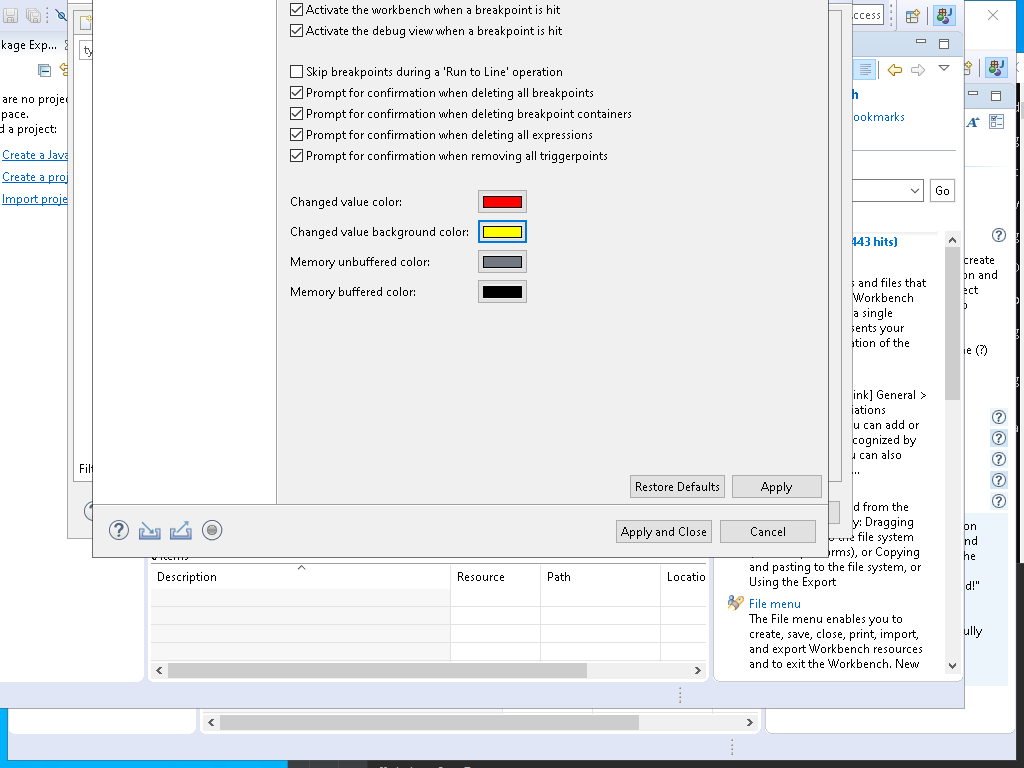 Activate the workbench when a breakpoint is hit
Activate the debug view when a breakpoint is hit
Skip breakpoints during a 'Run to Line' operation
Prompt for confirmation when deleting all breakpoints
Prompt for confirmation when deleting breakpoint containers
Prompt for confirmation when deleting all expressions
Prompt for confirmation when removing all triggerpoints
Changed value color:
Changed value background color:
Memory unbuffered color:
Memory buffered color:
Restore Defaults
Apply
Apply and Close
Cancel
kage Exp...
ty
are no projec
pace.
d a project:
Create a Java
Create a proj
Import proje
Filt
Description
Resource
Path
Locatio
ccess
h
ookmarks
Go
443 hits)
s and files that
Workbench
a single
sents your
ation of the
ink] General >
iations
u can add or
cognized by
u can also
...
d from the
y: Dragging
the file system
orms), or Copying
and pasting to the file system, or
Using the Export
File menu
The File menu enables you to
create, save, close, print, import,
and export Workbench resources
and to exit the Workbench. New
create
on and
ect
ne (?)
on
nd
he
d!"
ully